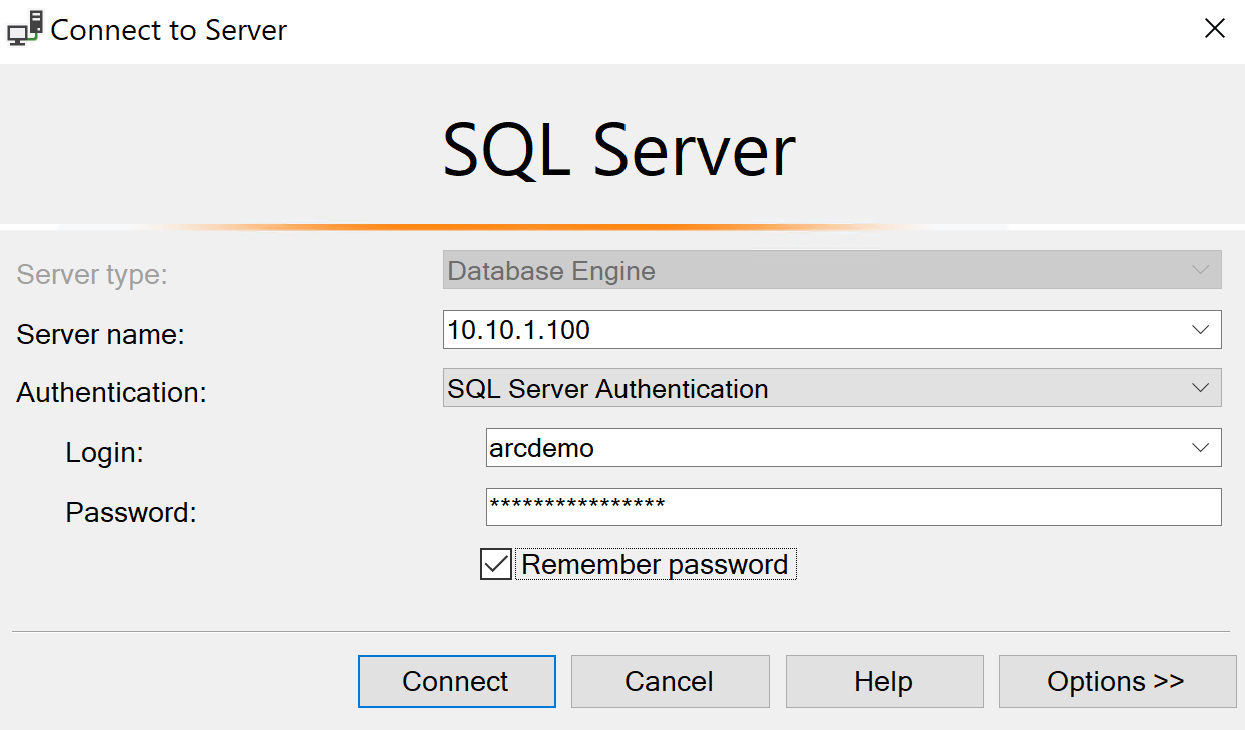 Connect to Server
SQL Server
Server type: Database Engine
Server name: 10.10.1.100
Authentication: SQL Server Authentication
Login: arcdemo
Password: ****************
Remember password
Connect Cancel Help Options >>